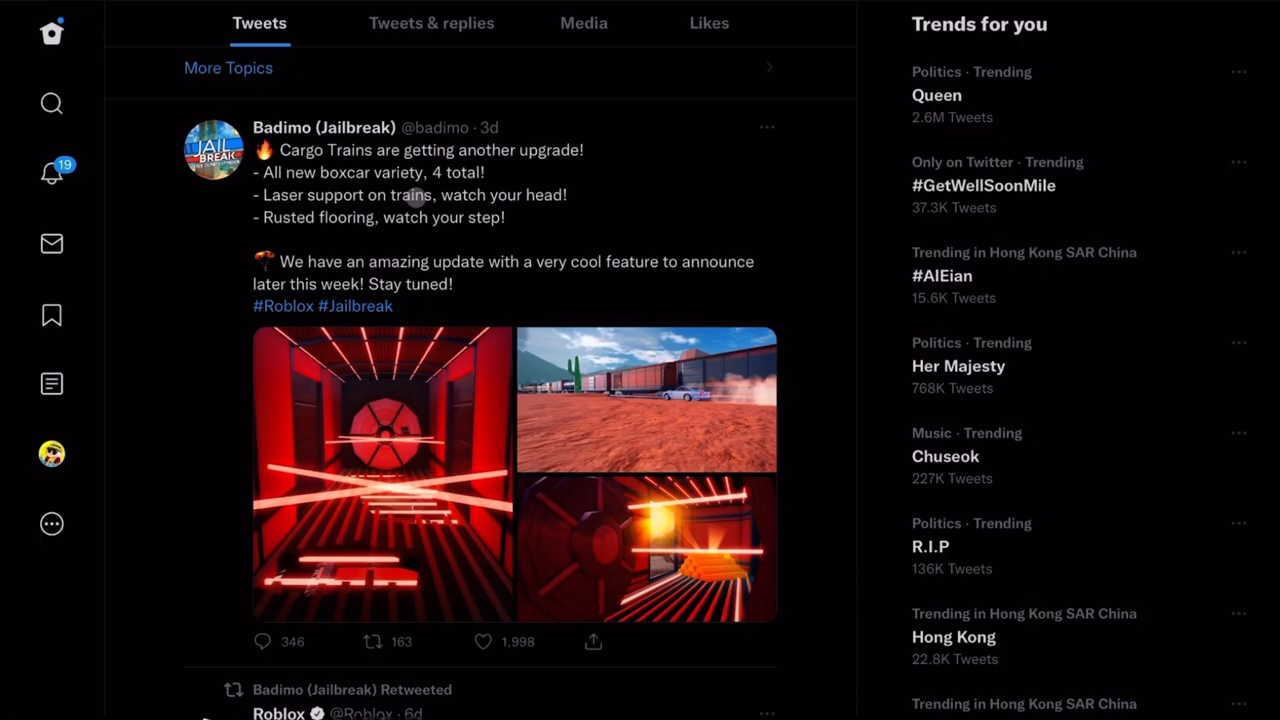 Tweets
Tweets & replies
Media
Likes
More Topics
19
Badimo (Jailbreak) @badimo · 3d
🔥 Cargo Trains are getting another upgrade!
- All new boxcar variety, 4 total!
- Laser support on trains, watch your head!
- Rusted flooring, watch your step!
We have an amazing update with a very cool feature to announce
later this week! Stay tuned!
#Roblox #Jailbreak
JAIL
BREAK
346
163
1,998
Badimo (Jailbreak) Retweeted
Roblox @Roblox · 6d
Trends for you
Politics · Trending
Queen
2.6M Tweets
Only on Twitter · Trending
#GetWellSoonMile
37.3K Tweets
Trending in Hong Kong SAR China
#AlEian
15.6K Tweets
Politics · Trending
Her Majesty
768K Tweets
Music · Trending
Chuseok
227K Tweets
Politics · Trending
R.I.P
136K Tweets
Trending in Hong Kong SAR China
Hong Kong
22.8K Tweets
Trending in Hong Kong SAR China